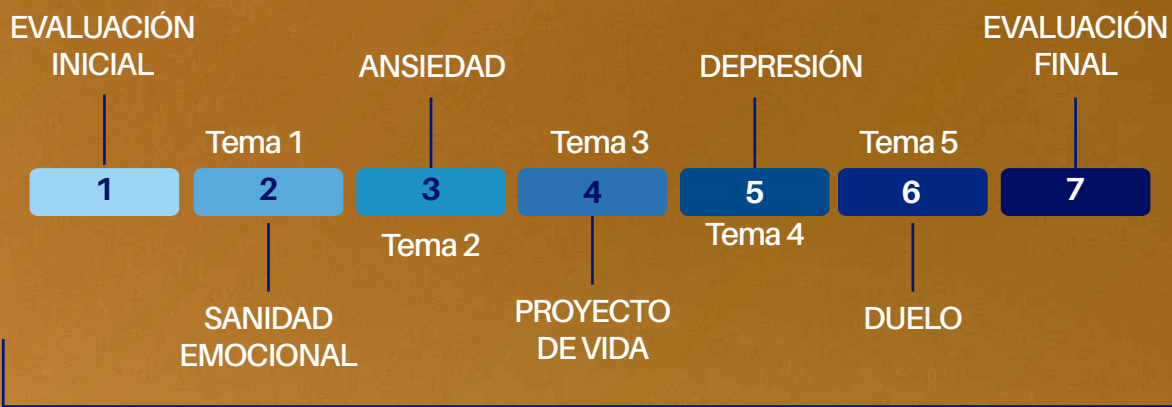 EVALUACIÓN
INICIAL
ANSIEDAD
DEPRESIÓN
EVALUACIÓN
FINAL
Tema 1
Tema 3
Tema 5
1
2
3
4
5
6
7
Tema 2
Tema 4
SANIDAD
EMOCIONAL
PROYECTO
DE VIDA
DUELO